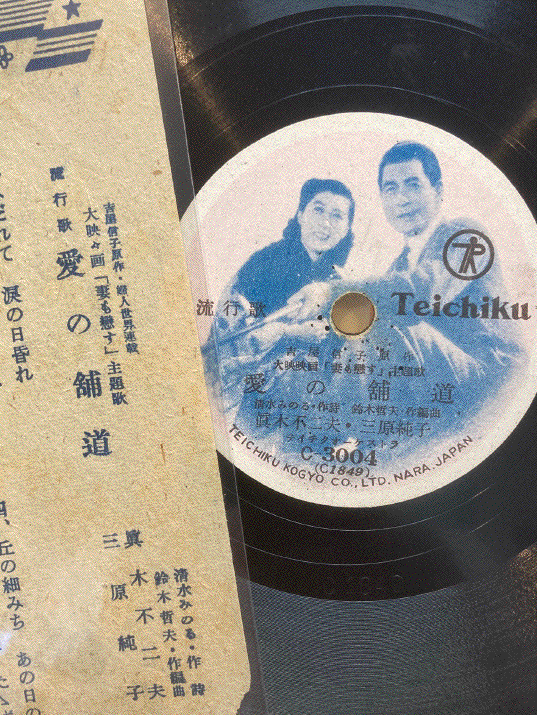 流行歌
Teichiku
吉屋信子原作
大映映画「妻も戀す」主題歌
愛の舗道
清水みのる・作詩 鈴木哲夫 作編曲
眞木不二夫・三原純子
テイチクオーケストラ
C-3004
(C1849)
TEICHIKU KOGYO CO., LTD. NARA. JAPAN
吉屋信子原作・婦人世界連載
大映々画「妻も戀す」主題歌
流行歌
愛の舗道
清水みのる・作詩
鈴木哲夫・作編曲
眞木不二夫
三原純子
涙の日昏れ
丘の細みち
あの日の